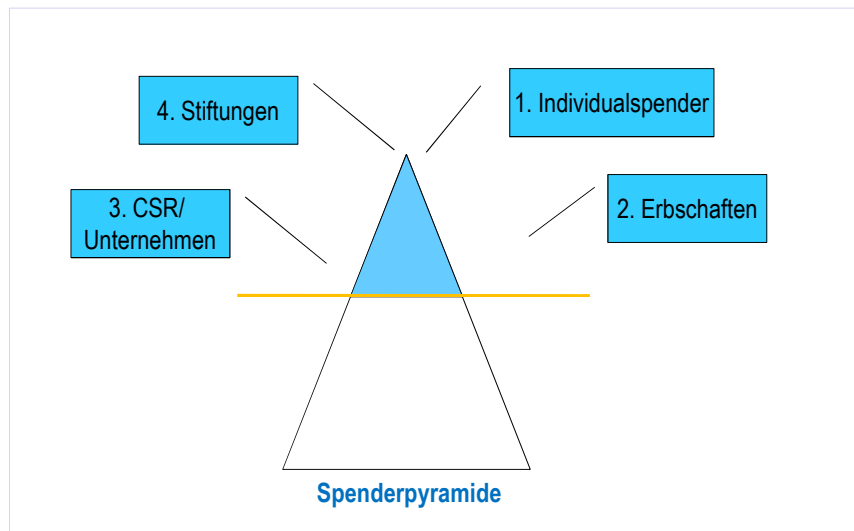 1. Individualspender
4. Stiftungen
2. Erbschaften
3. CSR/
Unternehmen
Spenderpyramide